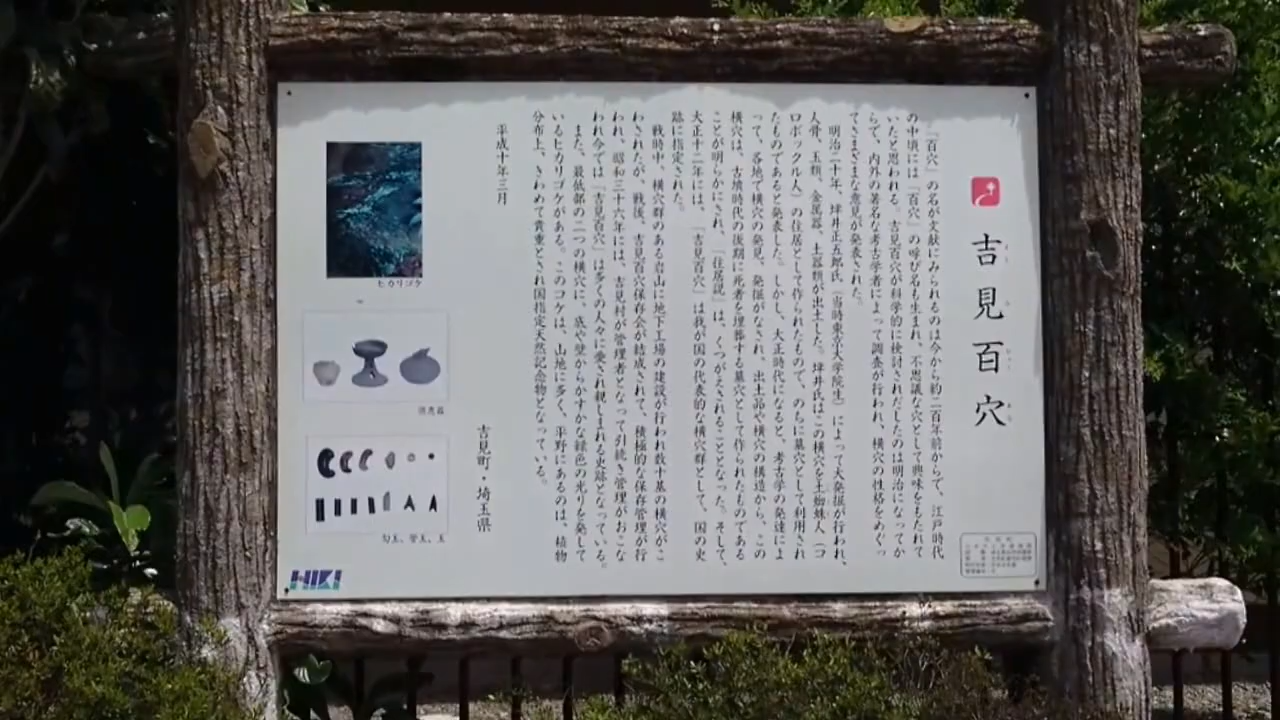 吉見百穴
『百穴』の名が文献にみられるのは今から約二百年前からで、江戸時代
の中頃には『百穴』の呼び名も生まれ、不思議な穴として興味をもたれて
いたと思われる。吉見百穴が科学的に検討されだしたのは明治になってか
らで、内外の著名な考古学者によって調査が行われ、横穴の性格をめぐっ
てさまざまな意見が発表された。
明治二十年、坪井正五郎氏（当時東京大学院生）によって大発掘が行われ、
人骨、玉類、金属器、土器類が出土した。坪井氏はこの横穴を土蜘蛛人（コ
ロボックル人）の住居として作られたもので、のちに墓穴として利用され
たものであると発表した。しかし、大正時代になると、考古学の発達によ
って、各地で横穴の発見、発掘がなされ、出土品や横穴の構造から、この
横穴は、古墳時代の後期に死者を埋葬する墓穴として作られたものである
ことが明らかにされ、『住居説』は、くつがえされることとなった。そして、
大正十二年には、『吉見百穴』は我が国の代表的な横穴群として、国の史
跡に指定された。
戦時中、横穴群のある岩山に地下工場の建設が行われ数十基の横穴がこ
わされたが、戦後、吉見百穴保存会が結成されて、積極的な保存管理が行
われ、昭和三十六年には、吉見村が管理者となって引続き管理がおこな
われ今では『吉見百穴』は多くの人々に愛され親しまれる史跡となっている。
また、最低部の二つの横穴に、底や壁からかすかな緑色の光りを発して
いるヒカリゴケがある。このコケは、山地に多く、平野にあるのは、植物
分布上、きわめて貴重とされ国指定天然記念物となっている。
平成十年三月
吉見町・埼玉県
ヒカリゴケ
須恵器
勾玉、管玉、玉
HIKI